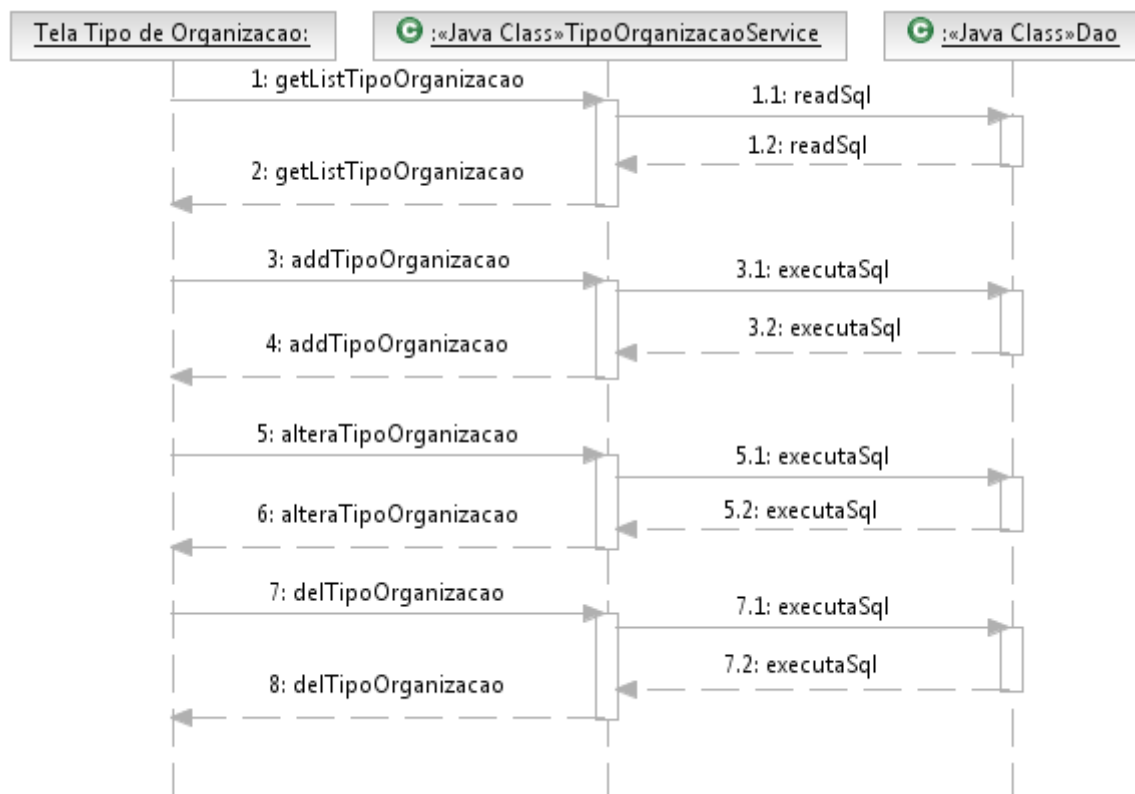 Tela Tipo de Organizacao:
C :«Java Class»TipoOrganizacaoService
C :«Java Class»Dao
1: getListTipoOrganizacao
1.1: readSql
1.2: readSql
2: getListTipoOrganizacao
3: addTipoOrganizacao
3.1: executaSql
3.2: executaSql
4: addTipoOrganizacao
5: alteraTipoOrganizacao
5.1: executaSql
5.2: executaSql
6: alteraTipoOrganizacao
7: delTipoOrganizacao
7.1: executaSql
7.2: executaSql
8: delTipoOrganizacao